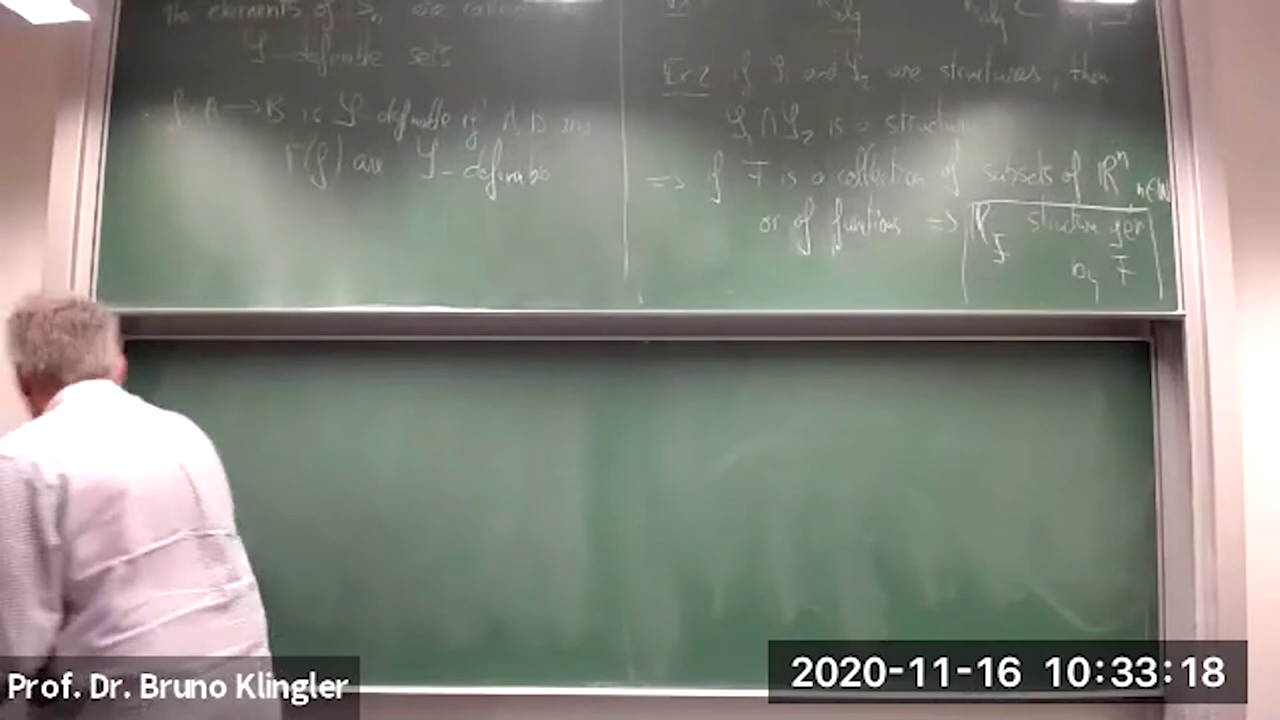 the elements of Sₙ are
𝒮-definable sets
f: A → B is 𝒮-definable if A, B and
Γ(f) are 𝒮-definable
ℝalg
Ex 2 if 𝒮₁ and 𝒮₂ are structures, then
𝒮₁ ∩ 𝒮₂ is a structure
=> if ℱ is a collection of subsets of ℝⁿ, n∈ℕ
or of functions => ℝ_ℱ structure gen
by ℱ
Prof. Dr. Bruno Klingler
2020-11-16 10:33:18